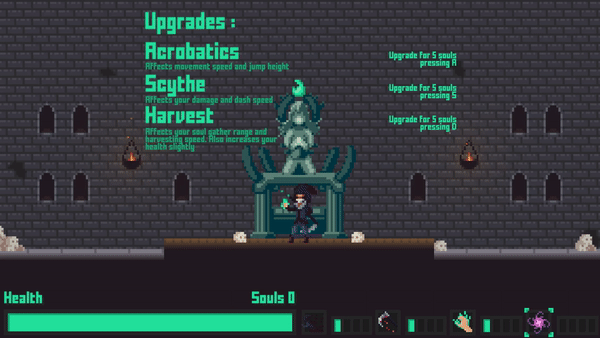 Upgrades :
Acrobatics
Affects movement speed and jump height
Upgrade for 5 souls
pressing A
Scythe
Affects your damage and dash speed
Upgrade for 5 souls
pressing S
Harvest
Affects your soul gather range and
harvesting speed. Also increases your
health slightly
Upgrade for 5 souls
pressing D
Health
Souls 0